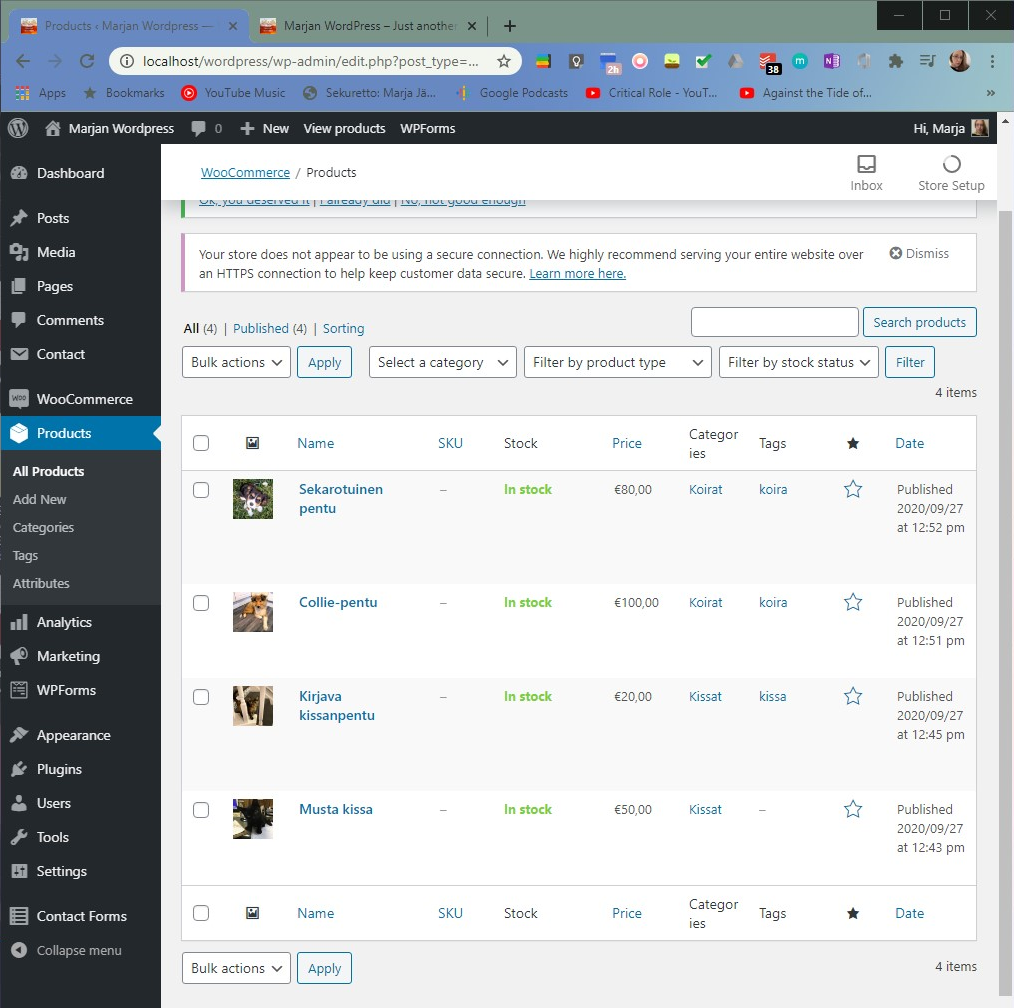 Products ‹ Marjan Wordpress —
Marjan WordPress – Just another
localhost/wordpress/wp-admin/edit.php?post_type=...
2h
38
m
N
Apps
Bookmarks
YouTube Music
Sekuretto: Marja Jä...
Google Podcasts
Critical Role - YouT...
Against the Tide of...
»
Marjan Wordpress
0
New
View products
WPForms
Hi, Marja
Dashboard
Posts
Media
Pages
Comments
Contact
WooCommerce
Products
All Products
Add New
Categories
Tags
Attributes
Analytics
Marketing
WPForms
Appearance
Plugins
Users
Tools
Settings
Contact Forms
Collapse menu
WooCommerce / Products
Inbox
Store Setup
Ok, you deserved it | I already did | No, not good enough
Your store does not appear to be using a secure connection. We highly recommend serving your entire website over
an HTTPS connection to help keep customer data secure. Learn more here.
Dismiss
All (4) | Published (4) | Sorting
Search products
Bulk actions
Apply
Select a category
Filter by product type
Filter by stock status
Filter
4 items
Name SKU Stock Price Categor
ies Tags Date
Sekarotuinen
pentu
– In stock €80,00 Koirat koira
Published
2020/09/27
at 12:52 pm
Collie-pentu – In stock €100,00 Koirat koira
Published
2020/09/27
at 12:51 pm
Kirjava
kissanpentu
– In stock €20,00 Kissat kissa
Published
2020/09/27
at 12:45 pm
Musta kissa – In stock €50,00 Kissat –
Published
2020/09/27
at 12:43 pm
Name SKU Stock Price Categor
ies Tags Date
Bulk actions
Apply
4 items